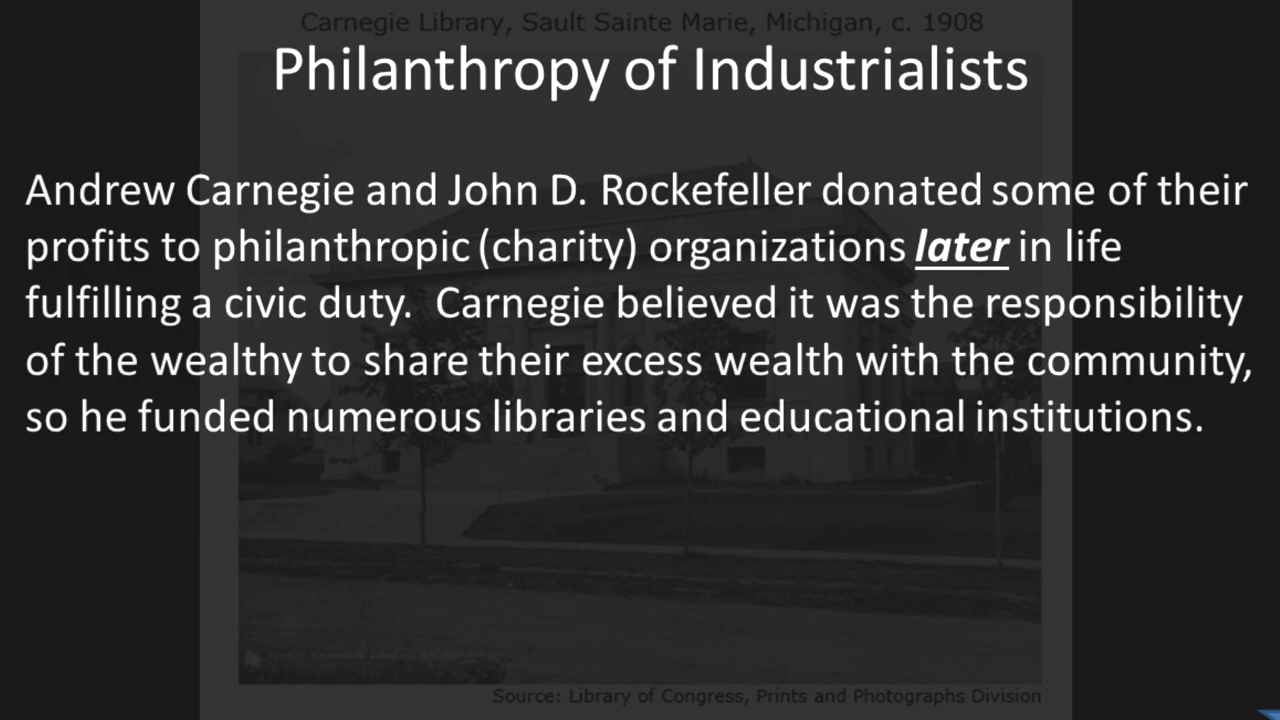 Carnegie Library, Sault Sainte Marie, Michigan, c. 1908
Philanthropy of Industrialists
Andrew Carnegie and John D. Rockefeller donated some of their
profits to philanthropic (charity) organizations later in life
fulfilling a civic duty.  Carnegie believed it was the responsibility
of the wealthy to share their excess wealth with the community,
so he funded numerous libraries and educational institutions.
Source: Library of Congress, Prints and Photographs Division